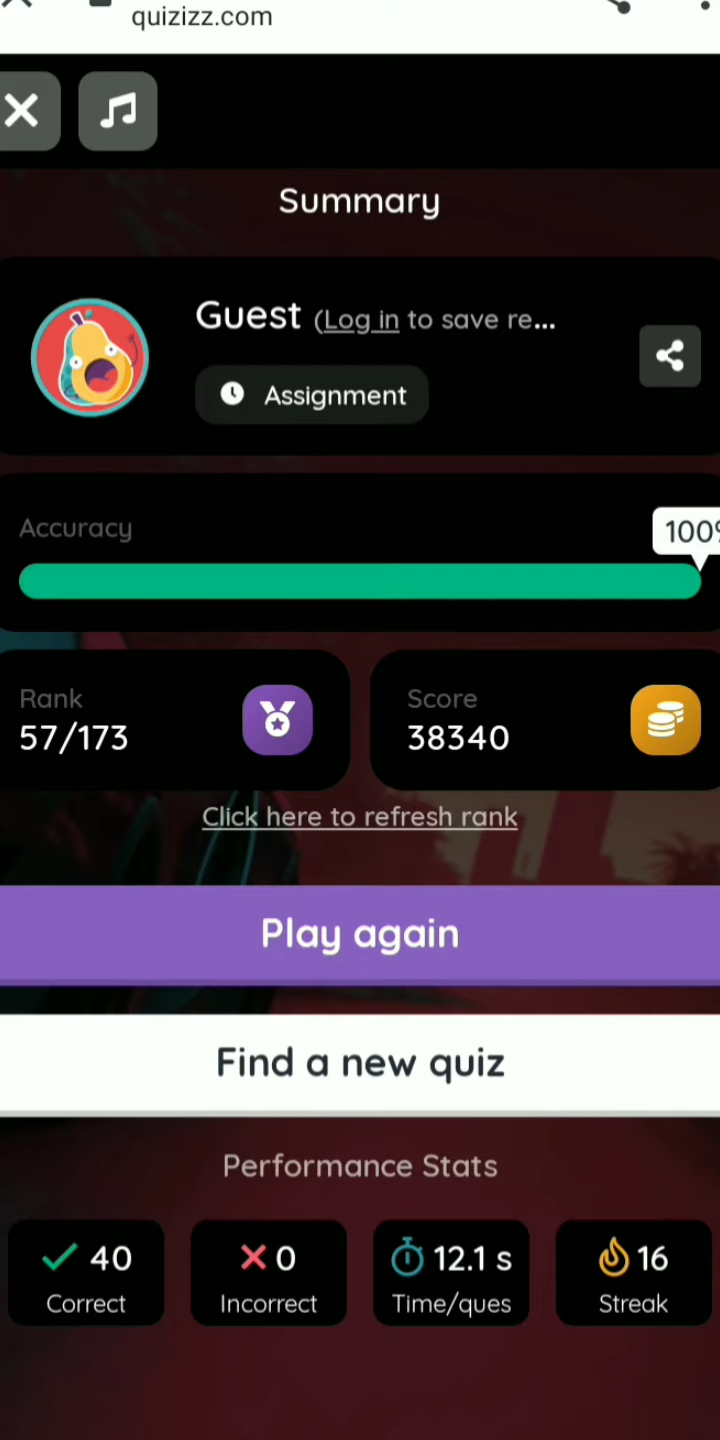 quizizz.com
Summary
Guest (Log in to save re...
Assignment
Accuracy
100%
Rank
57/173
Score
38340
Click here to refresh rank
Play again
Find a new quiz
Performance Stats
40
Correct
0
Incorrect
12.1 s
Time/ques
16
Streak